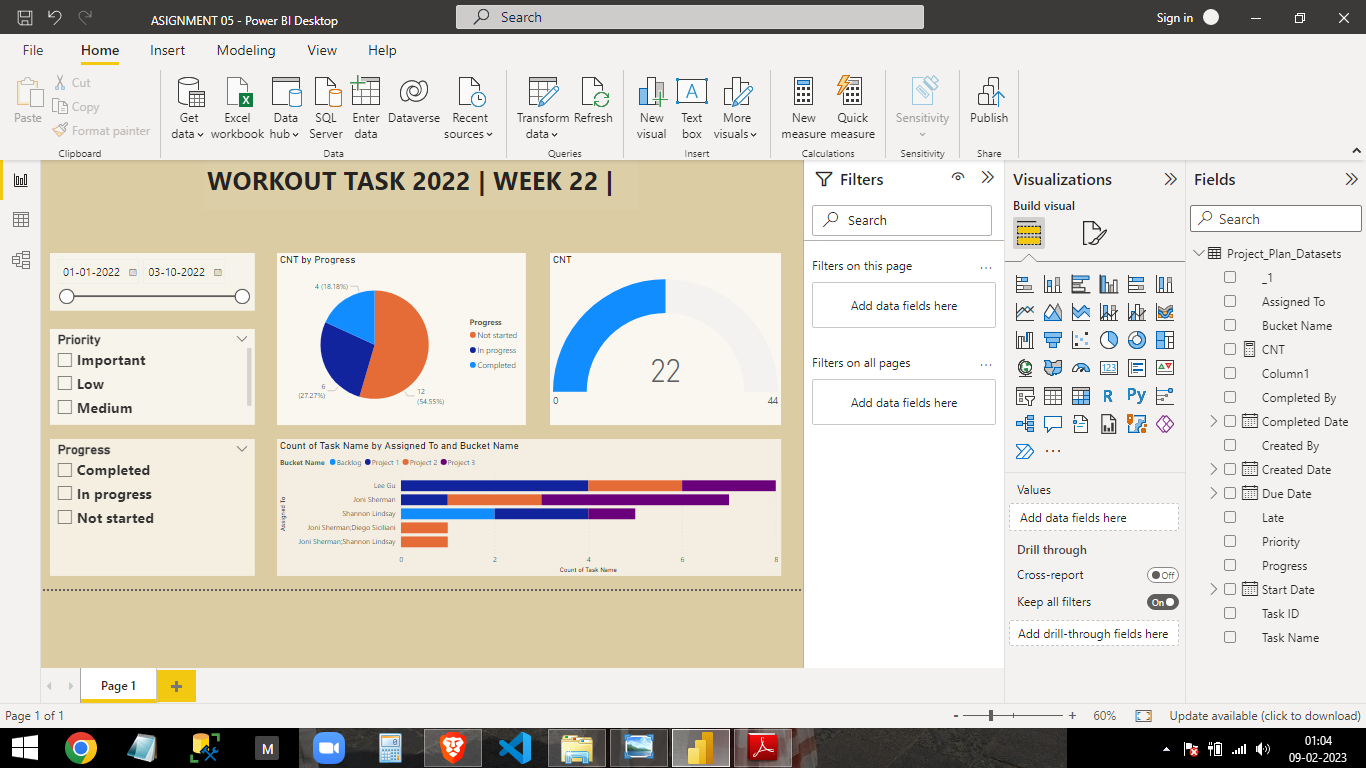 ASIGNMENT 05 - Power BI Desktop
Search
Sign in
File Home Insert Modeling View Help
Paste
Cut
Copy
Format painter
Clipboard
Get data
Excel workbook
Data hub
SQL Server
Enter data
Dataverse
Recent sources
Data
Transform data
Refresh
Queries
New visual
Text box
More visuals
Insert
New measure
Quick measure
Calculations
Sensitivity
Sensitivity
Publish
Share
WORKOUT TASK 2022 | WEEK 22 |
01-01-2022 03-10-2022
Priority
Important
Low
Medium
Progress
Completed
In progress
Not started
CNT by Progress
4 (18.18%)
6
(27.27%)
12
(54.55%)
Progress
Not started
In progress
Completed
CNT
22
0 44
Count of Task Name by Assigned To and Bucket Name
Bucket Name Backlog Project 1 Project 2 Project 3
Assigned To
Lee Gu
Joni Sherman
Shannon Lindsay
Joni Sherman;Diego Siciliani
Joni Sherman;Shannon Lindsay
0 2 4 6 8
Count of Task Name
Filters
Search
Filters on this page ...
Add data fields here
Filters on all pages ...
Add data fields here
Visualizations
Build visual
123
R Py
...
Values
Add data fields here
Drill through
Cross-report Off
Keep all filters On
Add drill-through fields here
Fields
Search
Project_Plan_Datasets
_1
Assigned To
Bucket Name
CNT
Column1
Completed By
Completed Date
Created By
Created Date
Due Date
Late
Priority
Progress
Start Date
Task ID
Task Name
Page 1
Page 1 of 1
- + 60%
Update available (click to download)
M
01:04
09-02-2023